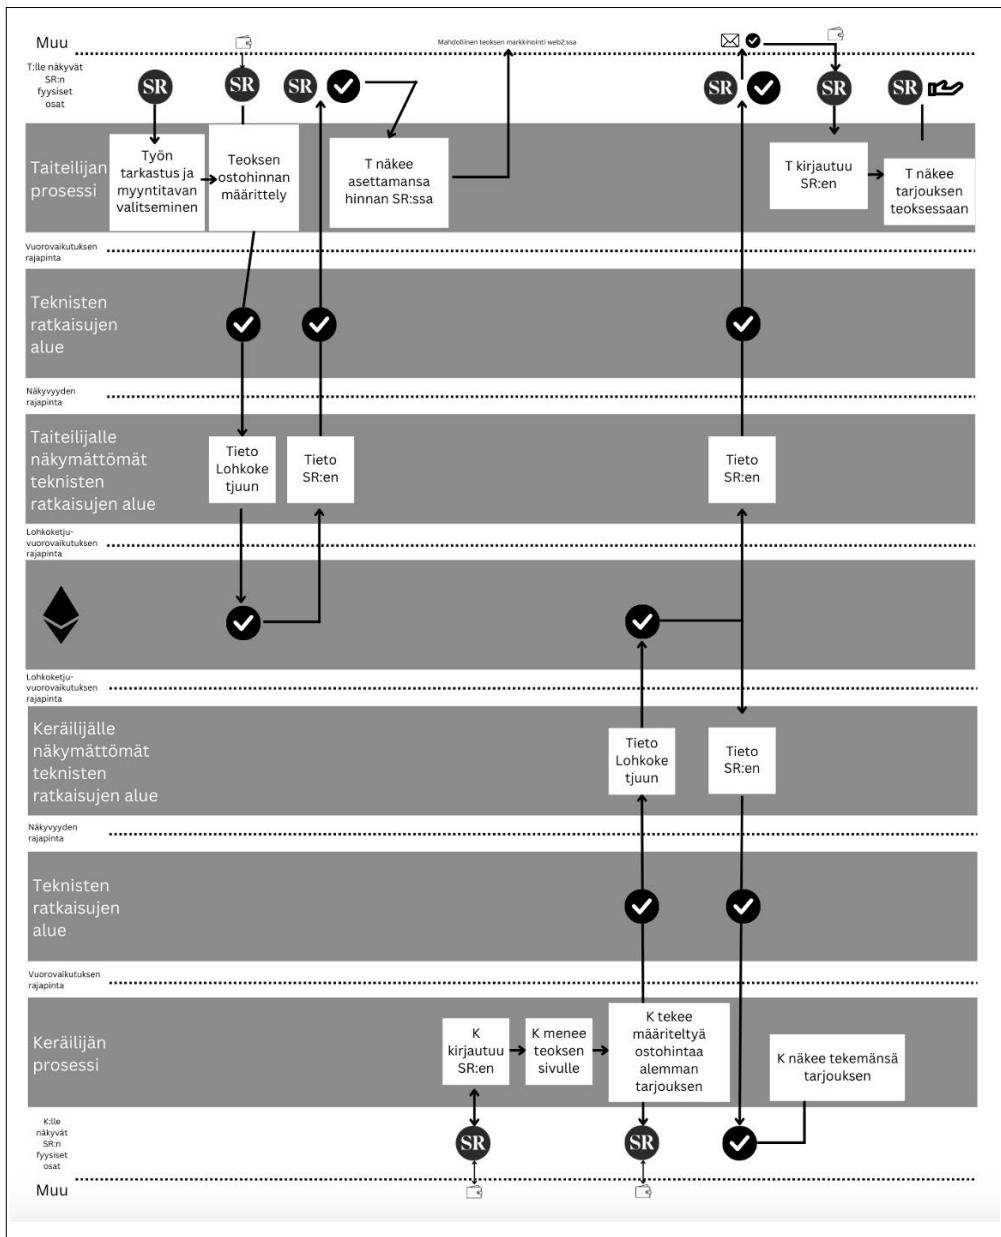 Muu
Mahdollinen teoksen markkinointi web2:ssa
T:lle näkyvät
SR:n
fyysiset
osat
SR
SR
SR
SR
SR
SR
Taiteilijan
prosessi
Työn
tarkastus ja
myyntitavan
valitseminen
Teoksen
ostohinnan
määrittely
T näkee
asettamansa
hinnan SR:ssa
T kirjautuu
SR:en
T näkee
tarjouksen
teoksessaan
Vuorovaikutuksen
rajapinta
Teknisten
ratkaisujen
alue
Näkyvyyden
rajapinta
Taiteilijalle
näkymättömät
teknisten
ratkaisujen alue
Tieto
Lohkoke
tjuun
Tieto
SR:en
Tieto
SR:en
Lohkoketju-
vuorovaikutuksen
rajapinta
Lohkoketju-
vuorovaikutuksen
rajapinta
Keräilijälle
näkymättömät
teknisten
ratkaisujen alue
Tieto
Lohkoke
tjuun
Tieto
SR:en
Näkyvyyden
rajapinta
Teknisten
ratkaisujen
alue
Vuorovaikutuksen
rajapinta
Keräilijän
prosessi
K
kirjautuu
SR:en
K menee
teoksen
sivulle
K tekee
määriteltyä
ostohintaa
alemman
tarjouksen
K näkee tekemänsä
tarjouksen
K:lle
näkyvät
SR:n
fyysiset
osat
SR
SR
Muu